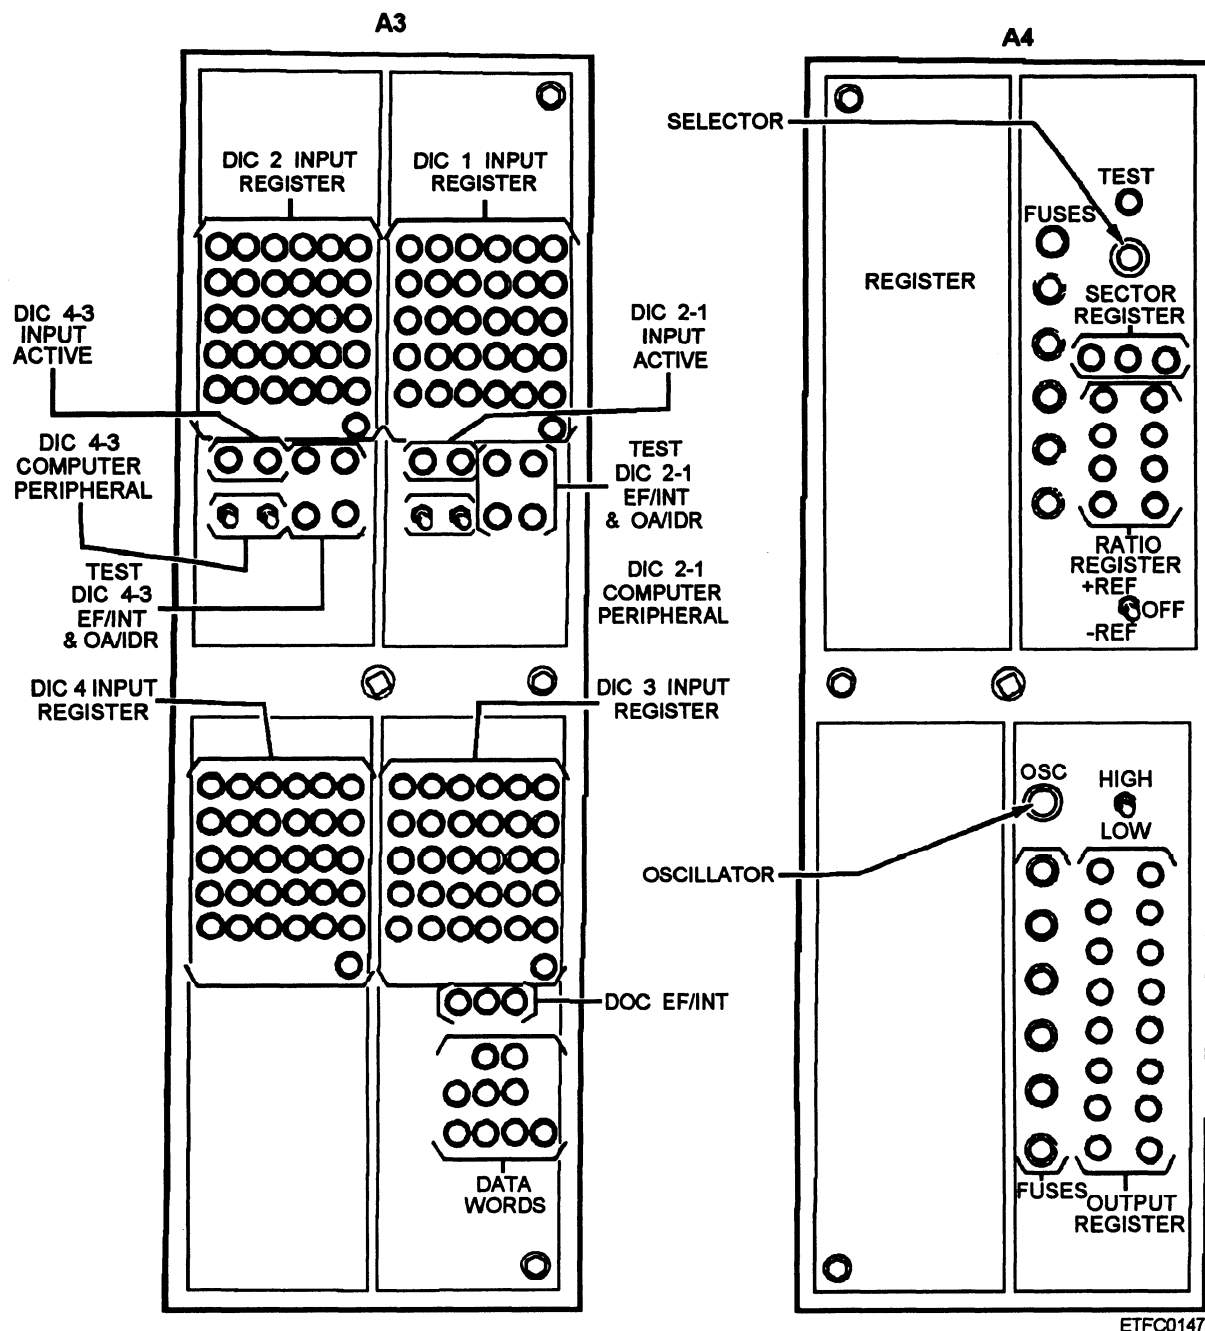 A3
A4
SELECTOR
DIC 2 INPUT
REGISTER
DIC 1 INPUT
REGISTER
TEST
FUSES
REGISTER
SECTOR
REGISTER
DIC 4-3
INPUT
ACTIVE
DIC 2-1
INPUT
ACTIVE
DIC 4-3
COMPUTER
PERIPHERAL
TEST
DIC 2-1
EF/INT
& OA/IDR
RATIO
REGISTER
+REF
OFF
-REF
TEST
DIC 4-3
EF/INT
& OA/IDR
DIC 2-1
COMPUTER
PERIPHERAL
DIC 4 INPUT
REGISTER
DIC 3 INPUT
REGISTER
OSC
HIGH
LOW
OSCILLATOR
DOC EF/INT
DATA
WORDS
FUSES
OUTPUT
REGISTER
ETFC0147